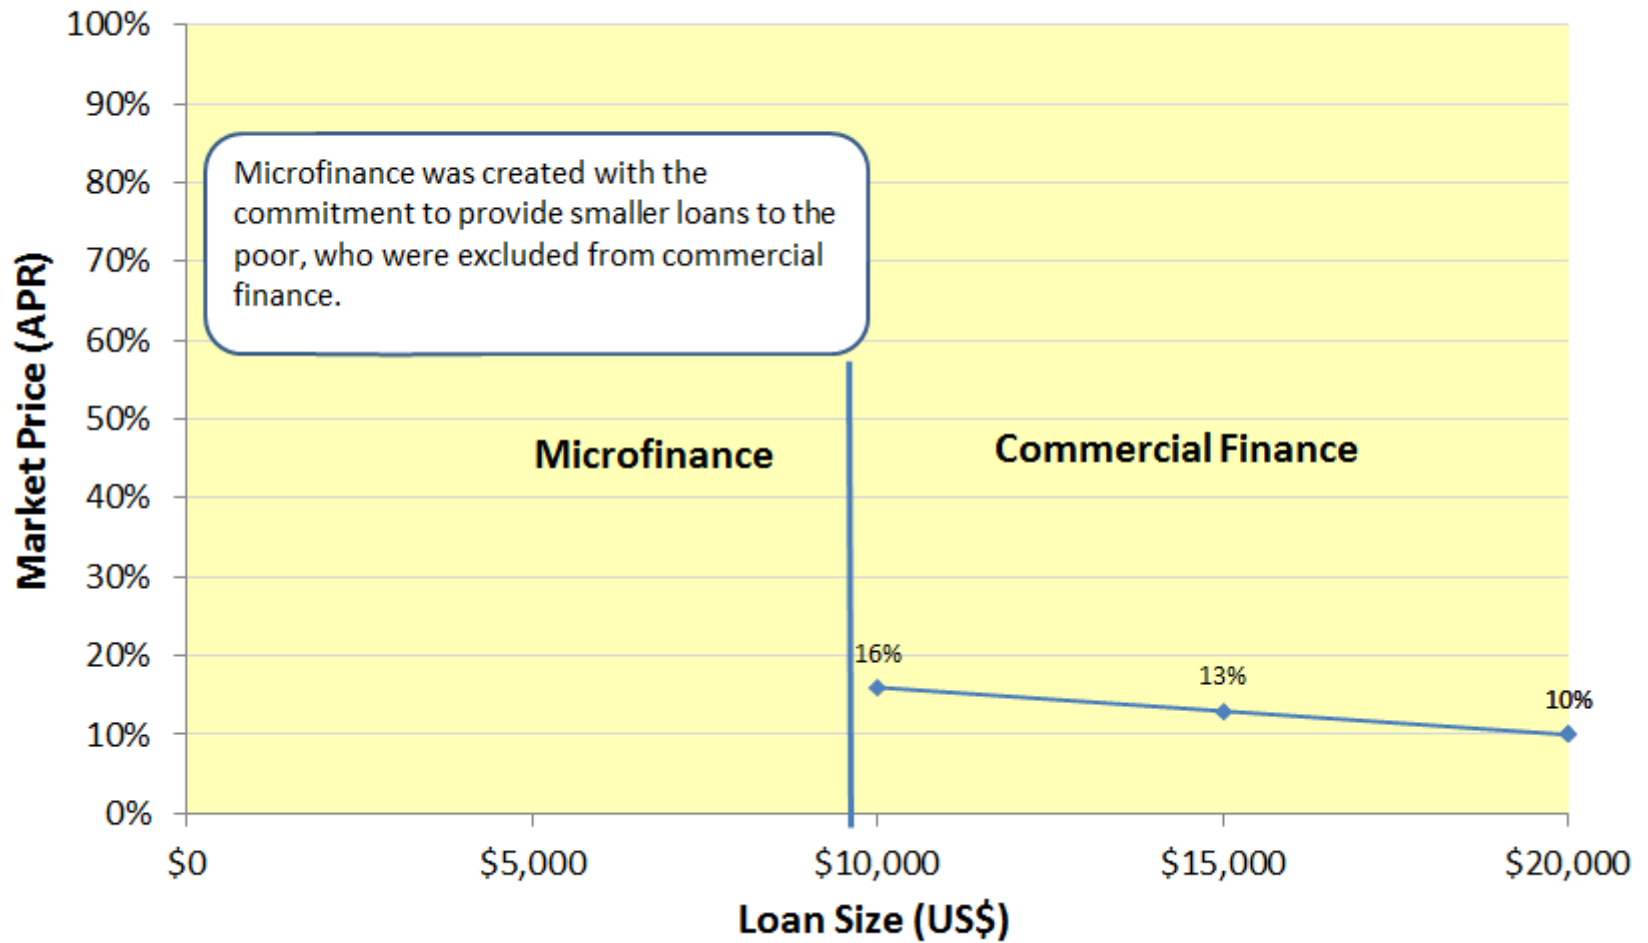 100%
90%
80%
70%
60%
50%
40%
30%
20%
10%
0%
Market Price (APR)
Microfinance was created with the
commitment to provide smaller loans to the
poor, who were excluded from commercial
finance.
Microfinance
Commercial Finance
16%
13%
10%
$0
$5,000
$10,000
$15,000
$20,000
Loan Size (US$)